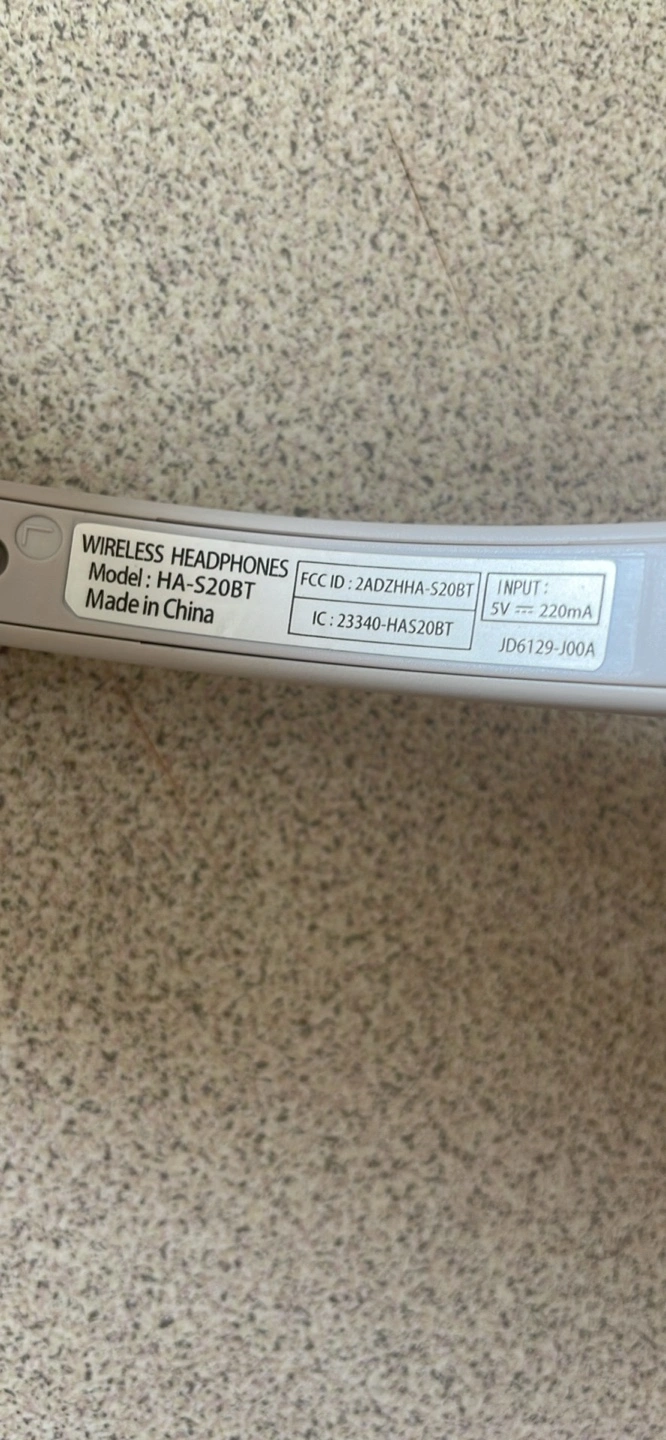 L
WIRELESS HEADPHONES
Model : HA-S20BT
Made in China
FCC ID : 2ADZHHA-S20BT
IC : 23340-HAS20BT
INPUT :
5V ⎓ 220mA
JD6129-J00A